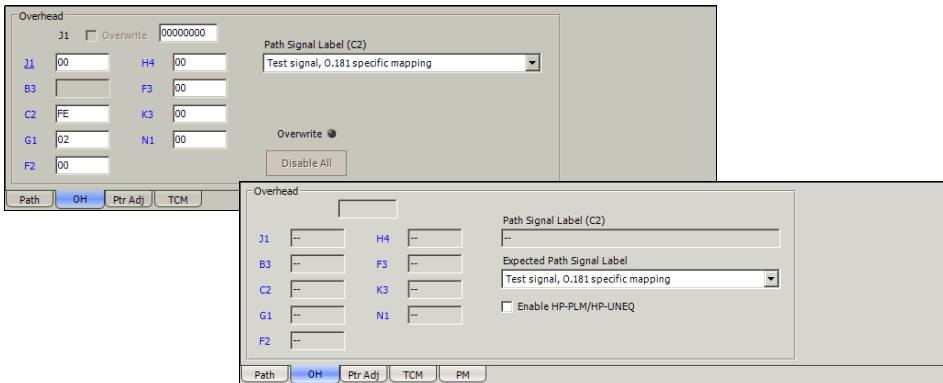 Overhead
J1 Overwrite 00000000
Path Signal Label (C2)
J1 00 H4 00 Test signal, O.181 specific mapping
B3 F3 00
C2 FE K3 00
G1 02 N1 00 Overwrite
F2 00 Disable All
Path OH Ptr Adj TCM
Overhead
Path Signal Label (C2)
J1 -- H4 -- --
B3 -- F3 -- Expected Path Signal Label
C2 -- K3 -- Test signal, O.181 specific mapping
G1 -- N1 -- Enable HP-PLM/HP-UNEQ
F2 --
Path OH Ptr Adj TCM PM